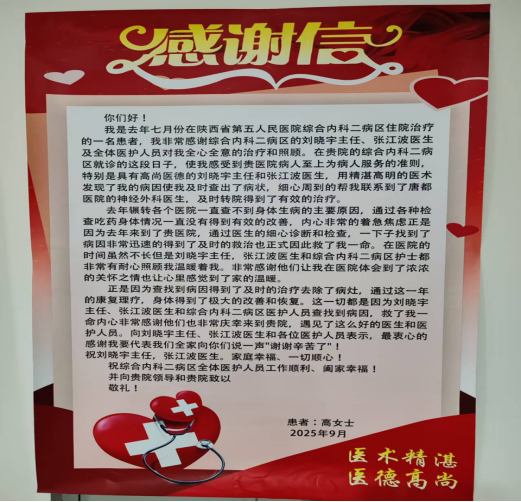 感谢信
你们好！
我是去年七月份在陕西省第五人民医院综合内科二病区住院治疗
的一名患者，我非常感谢综合内科二病区的刘晓宇主任、张江波医生
及全体医护人员对我全心全意的治疗和照顾。在贵院的综合内科二病
区就诊的这段日子，使我感受到贵医院病人至上为病人服务的准则，
特别是具有高尚医德的刘晓宇主任和张江波医生，用精湛高明的医术
发现了我的病因使我及时查出了病状，细心周到的帮我联系到了唐都
医院的神经外科医生，及时转院得到了有效的治疗。
去年辗转各个医院一直查不到身体生病的主要原因，通过各种检
查吃药身体情况一直没有得到有效的改善，内心非常的着急焦虑正是
因为去年来到了贵医院，通过医生的细心诊断和检查，一下子找到了
病因非常迅速的得到了及时的救治也正式因此救了我一命。在医院的
时间虽然不长但是刘晓宇主任，张江波医生和综合内科二病区护士都
非常有耐心照顾我温暖着我。非常感谢他们让我在医院体会到了浓浓
的关怀之情也让心里感觉到了家的温暖。
正是因为查找到病因得到了及时的治疗去除了病灶，通过这一年
的康复理疗，身体得到了极大的改善和恢复。这一切都是因为刘晓宇
主任、张江波医生和综合内科二病区医护人员查找到病因，救了我一
命内心非常感谢他们也非常庆幸来到贵院，遇见了这么好的医生和医
护人员。向刘晓宇主任、张江波医生和各位医护人员表示，最衷心的
感谢我要代表我们全家向你们说一声"谢谢辛苦了"！
祝刘晓宇主任，张江波医生。家庭幸福、一切顺心！
祝综合内科二病区全体医护人员工作顺利、阖家幸福！
并向贵院领导和贵院致以
敬礼！
患者：高女士
2025年9月
医术精湛
医德高尚